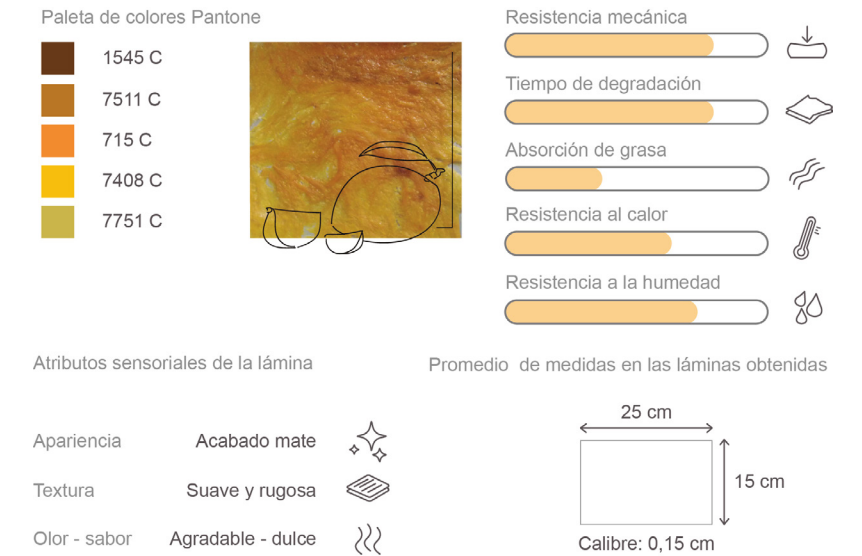 Paleta de colores Pantone
1545 C
7511 C
715 C
7408 C
7751 C
Resistencia mecánica
Tiempo de degradación
Absorción de grasa
Resistencia al calor
Resistencia a la humedad
Atributos sensoriales de la lámina
Apariencia Acabado mate
Textura Suave y rugosa
Olor - sabor Agradable - dulce
Promedio de medidas en las láminas obtenidas
25 cm
15 cm
Calibre: 0,15 cm